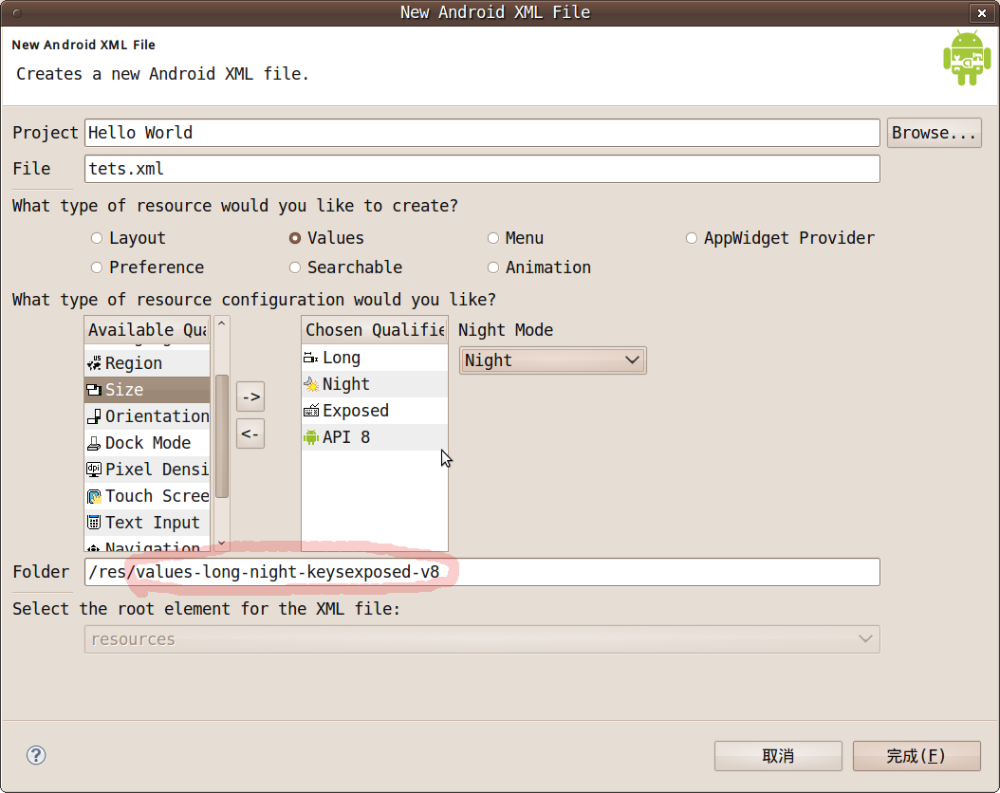 New Android XML File
New Android XML File
Creates a new Android XML file.
Project Hello World Browse...
File tets.xml
What type of resource would you like to create?
Layout Values Menu AppWidget Provider
Preference Searchable Animation
What type of resource configuration would you like?
Available Qua
Region
Size
Orientation
Dock Mode
Pixel Densi
Touch Scree
Text Input
Navigation
->
<-
Chosen Qualifie
Long
Night
Exposed
API 8
Night Mode
Night
Folder /res/values-long-night-keysexposed-v8
Select the root element for the XML file:
resources
?
取消 完成(F)